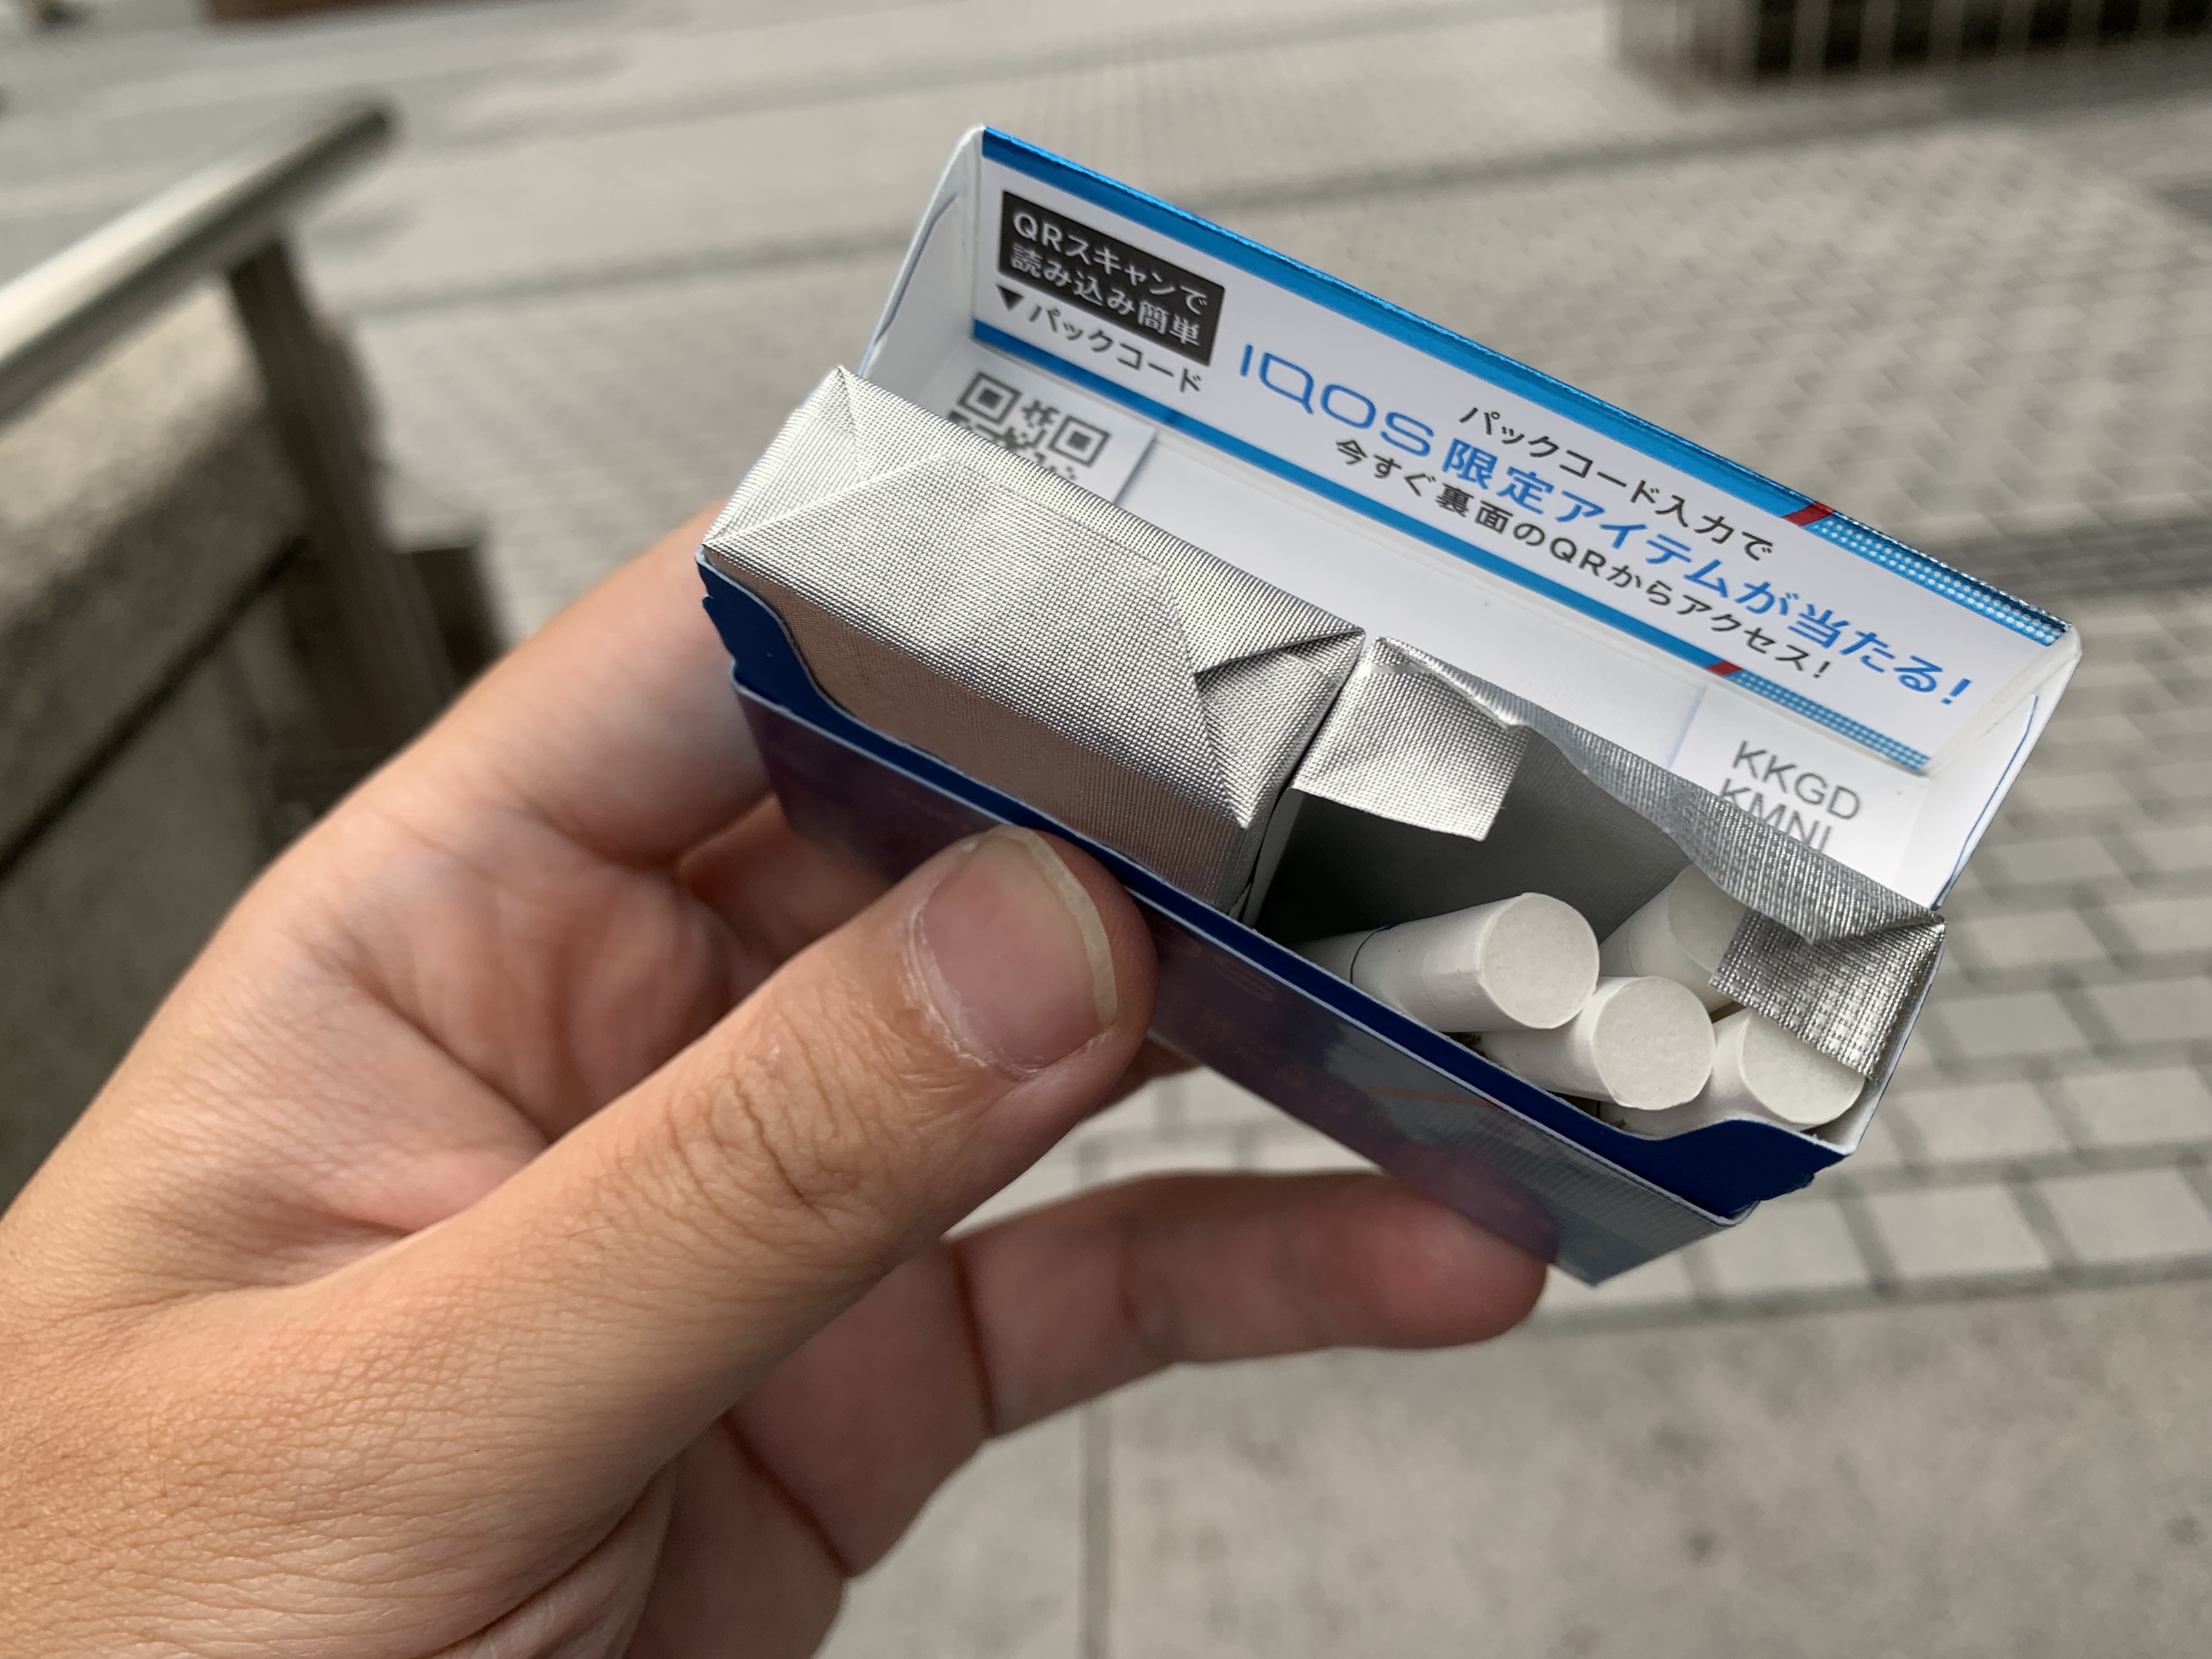 QRスキャンで
読み込み簡単
▼パックコード
パックコード入力で
IQOS限定アイテムが当たる!
今すぐ裏面のQRからアクセス!
KKGD
KMNI